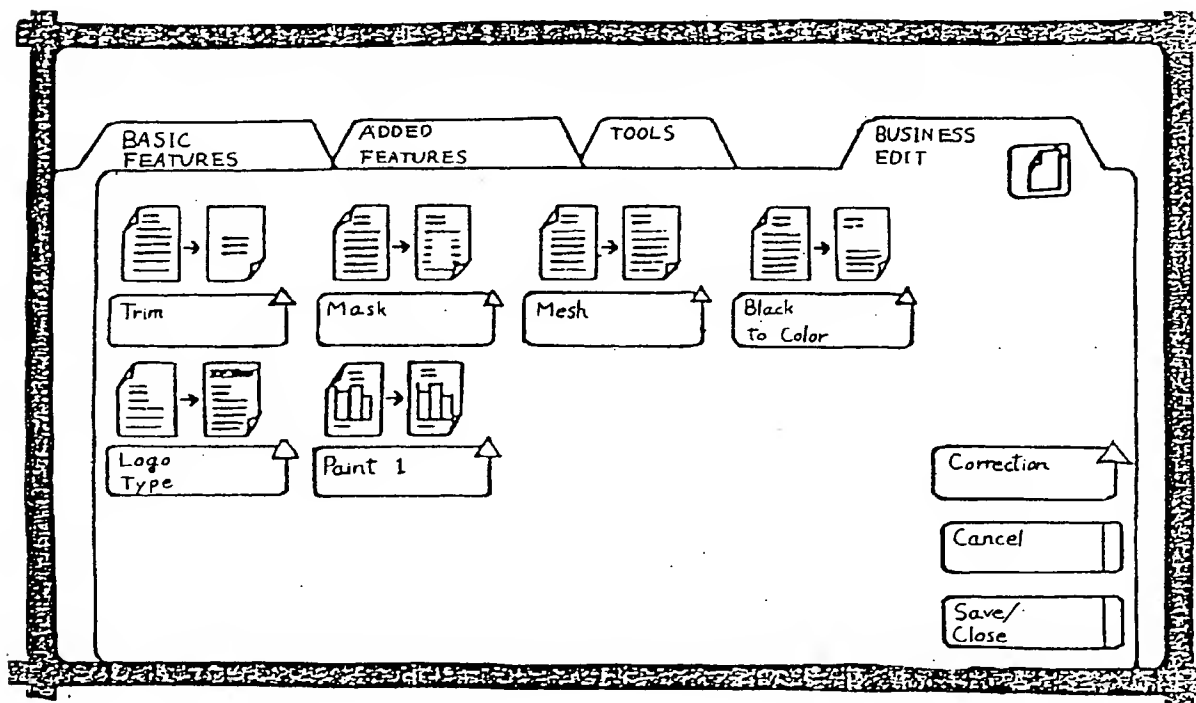 BASIC
FEATURES
ADDED
FEATURES
TOOLS
BUSINESS
EDIT
Trim
Mask
Mesh
Black
To Color
Logo
Type
Paint 1
Correction
Cancel
Save/
Close